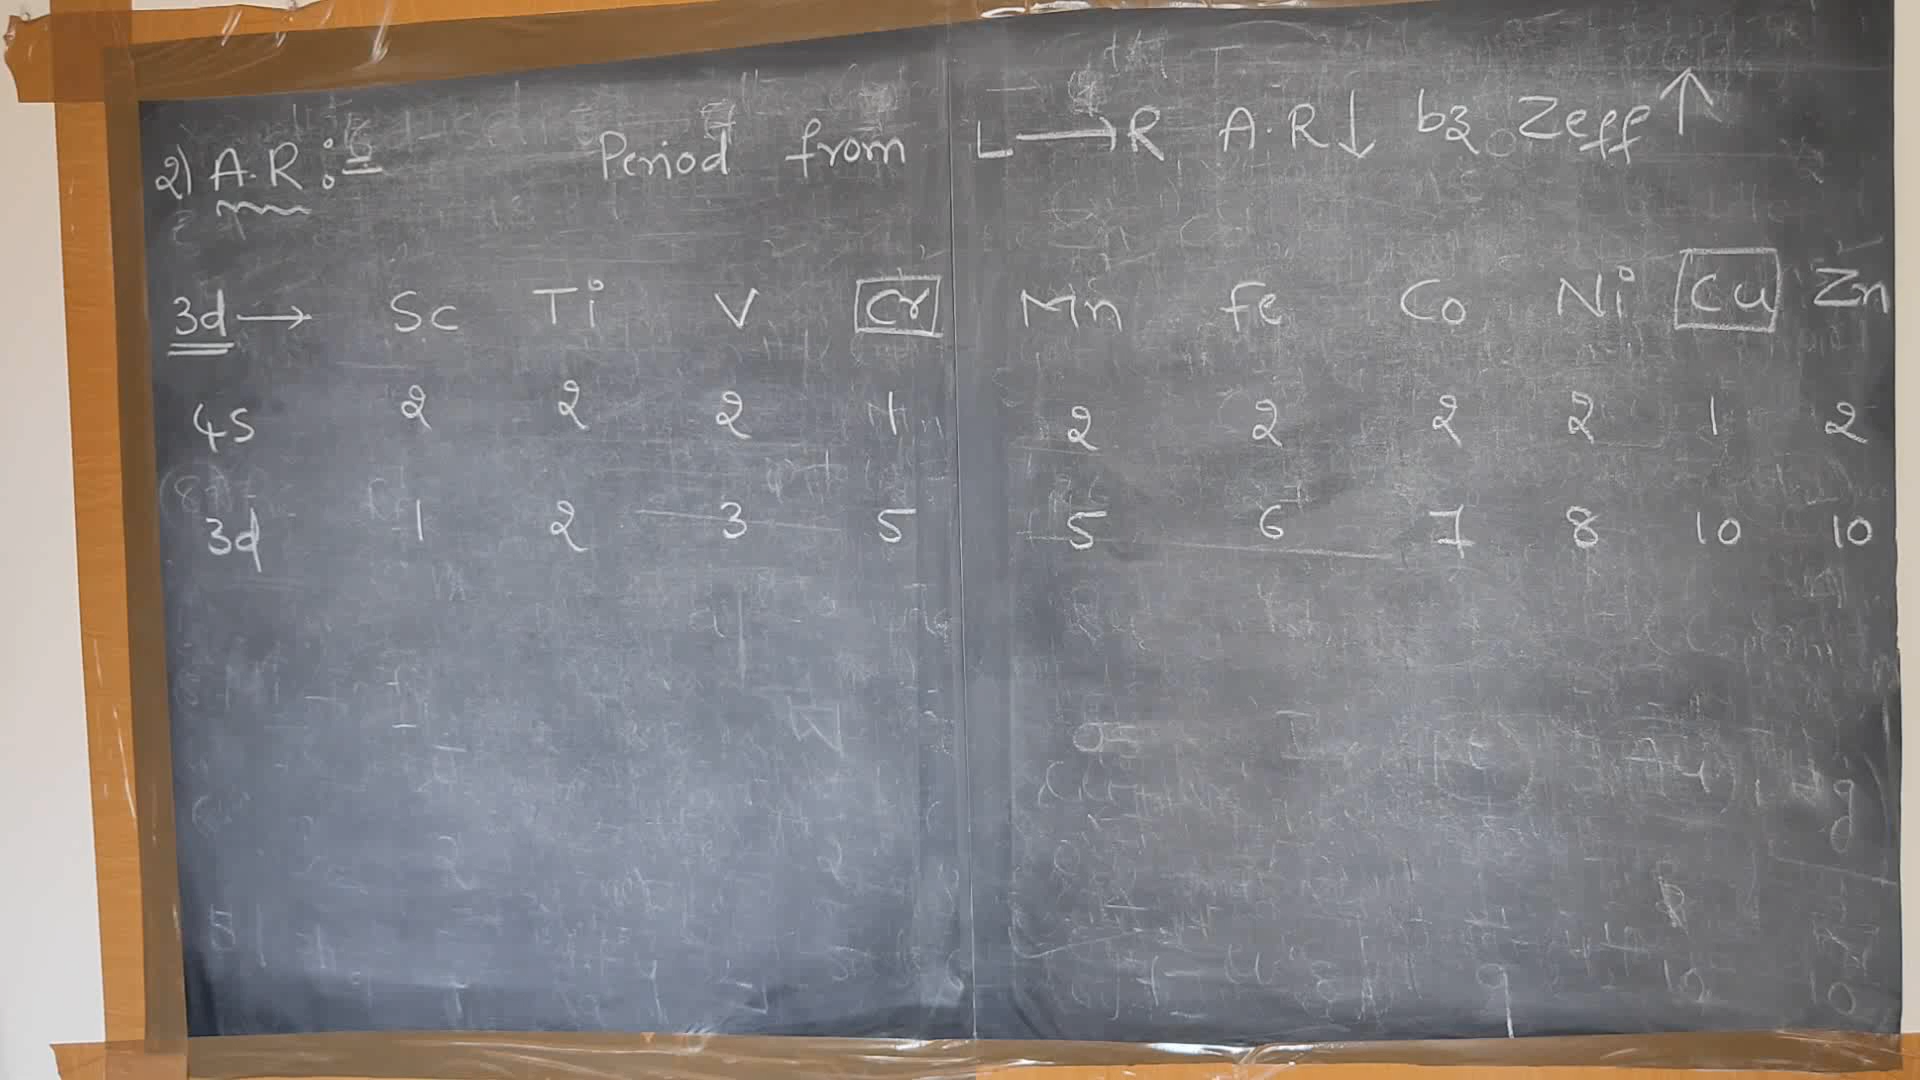 2) A.R :- Period from L → R A.R ↓ bz Zeff ↑
3d → Sc Ti V Cr Mn Fe Co Ni Cu Zn
4s 2 2 2 1 2 2 2 2 1 2
3d 1 2 3 5 5 6 7 8 10 10